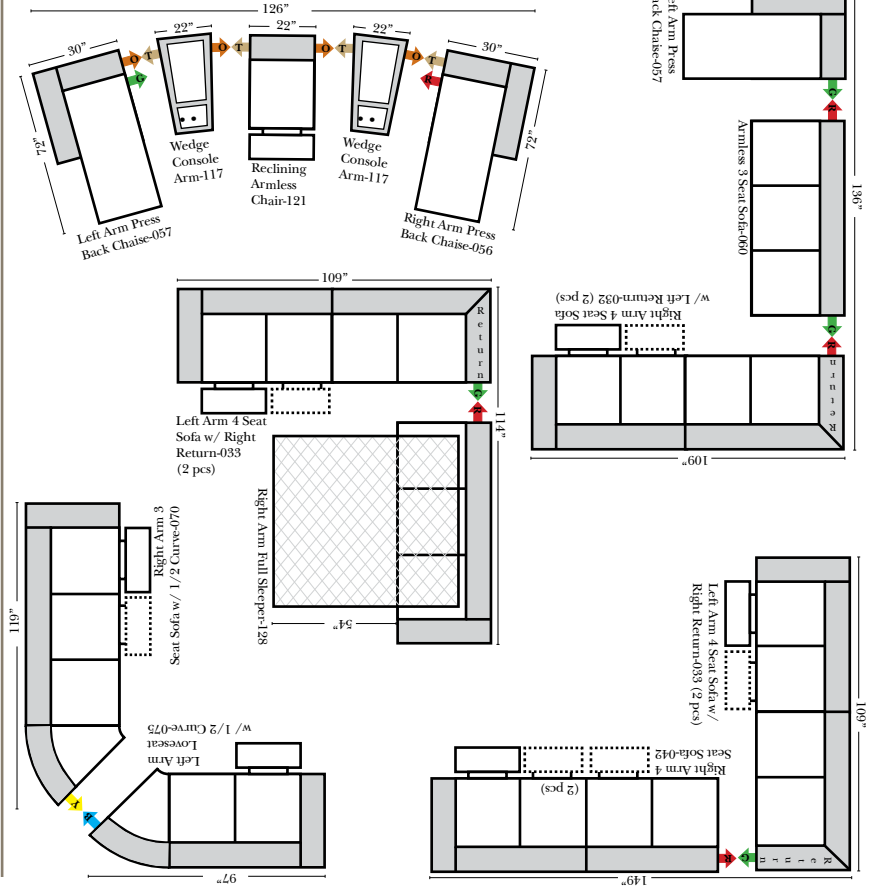 126”
30”
22”
22”
22”
30”
O
T
O
T
O
T
O
T
G
R
72”
72”
Wedge
Console
Arm-117
Reclining
Armless
Chair-121
Wedge
Console
Arm-117
Left Arm Press
Back Chaise-057
Right Arm Press
Back Chaise-056
Left Arm Press
Back Chaise-057
G
R
Armless 3 Seat Sofa-060
136”
G
R
Right Arm 4 Seat Sofa
w/ Left Return-032 (2 pcs)
Return
109”
109”
Return
G
R
114”
Left Arm 4 Seat
Sofa w/ Right
Return-033
(2 pcs)
Right Arm Full Sleeper-128
54”
119”
Right Arm 3
Seat Sofa w/ 1/2 Curve-070
Y
B
Left Arm
Loveseat
w/ 1/2 Curve-075
97”
Left Arm 4 Seat Sofa w/
Right Return-033 (2 pcs)
109”
Right Arm 4
Seat Sofa-042
(2 pcs)
R
G
Return
149”